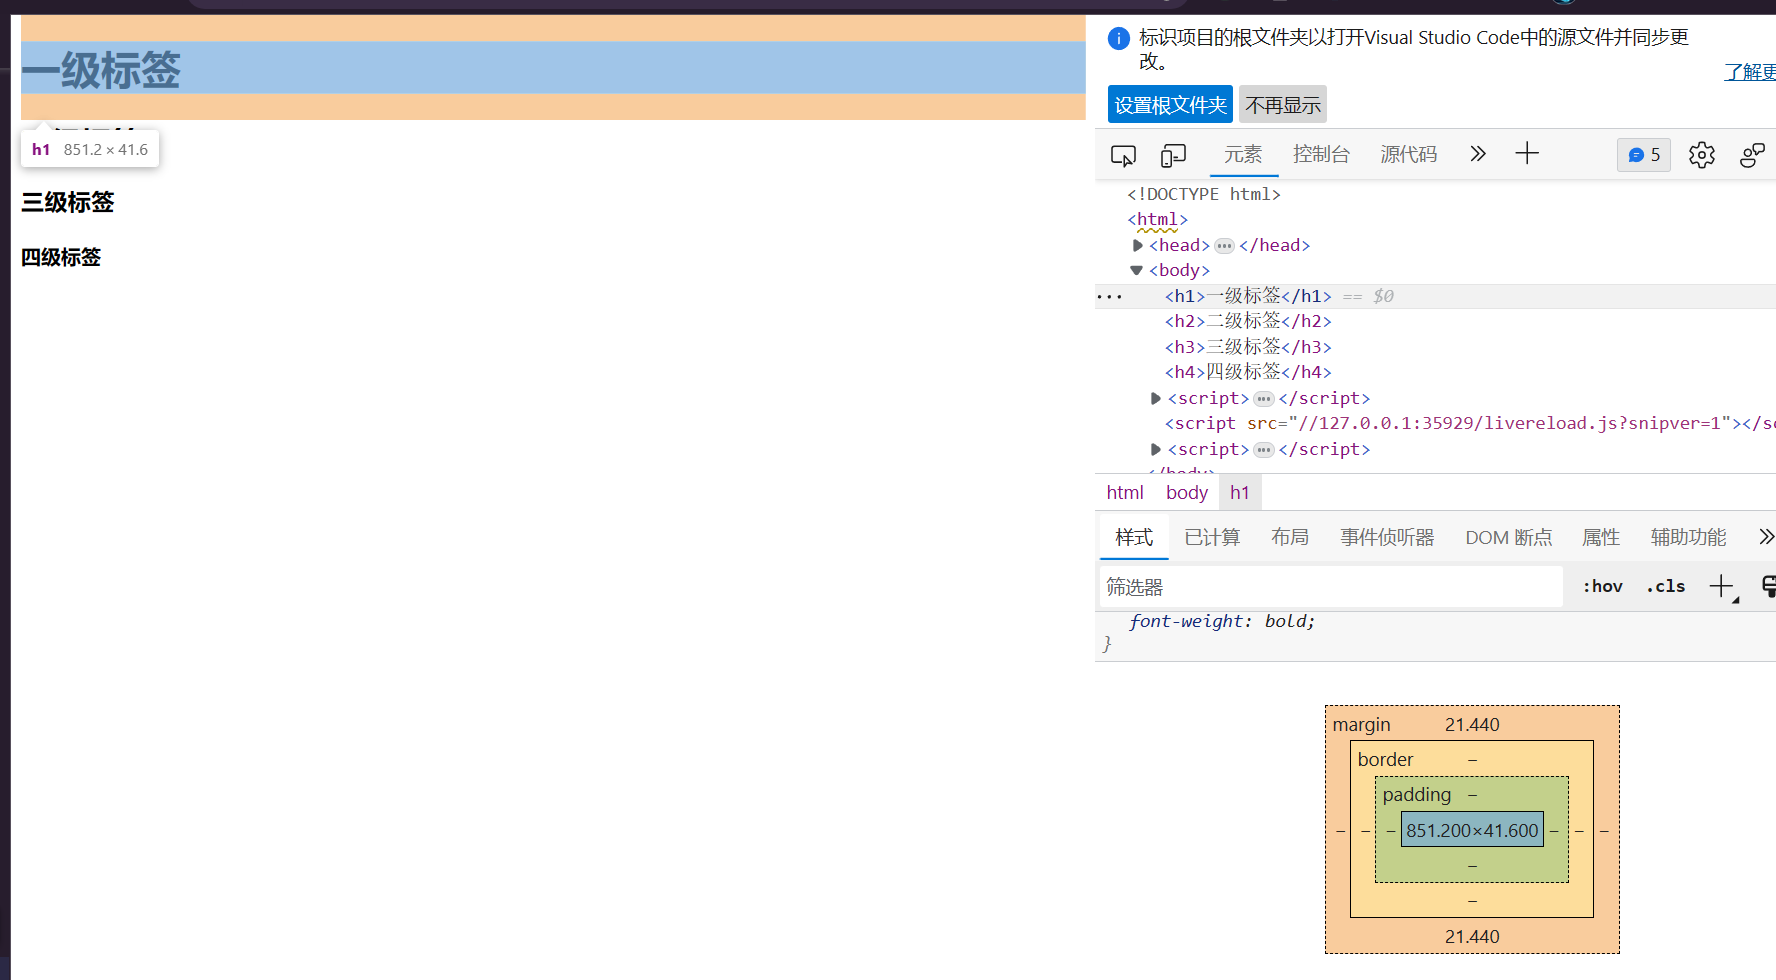 一级标签
h1 851.2 × 41.6
三级标签
四级标签
标识项目的根文件夹以打开Visual Studio Code中的源文件并同步更
改。
了解更
设置根文件夹 不再显示
元素 控制台 源代码 5
<!DOCTYPE html>
<html>
<head>…</head>
<body>
<h1>一级标签</h1> == $0
<h2>二级标签</h2>
<h3>三级标签</h3>
<h4>四级标签</h4>
<script>…</script>
<script src="//127.0.0.1:35929/livereload.js?snipver=1"></sc
<script>…</script>
</body>
html body h1
样式 已计算 布局 事件侦听器 DOM 断点 属性 辅助功能
筛选器 :hov .cls
font-weight: bold;
}
margin 21.440
border –
padding –
– – – 851.200×41.600 – – –
–
–
21.440